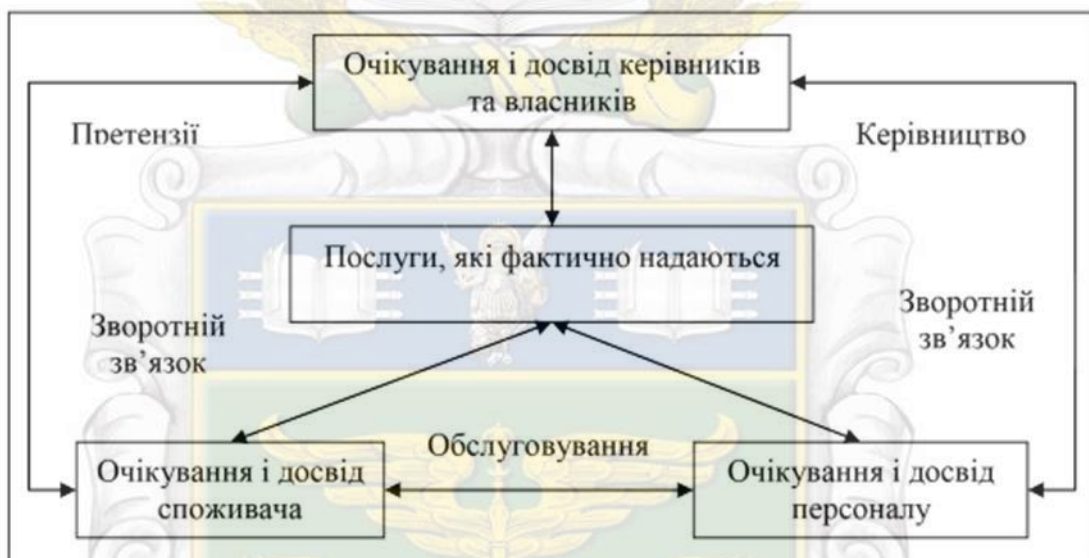 Очікування і досвід керівників
та власників
Претензії
Керівництво
Послуги, які фактично надаються
Зворотній
зв’язок
Зворотній
зв’язок
Обслуговування
Очікування і досвід
споживача
Очікування і досвід
персоналу